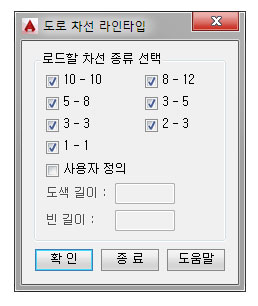 도로 차선 라인타입
로드할 차선 종류 선택
10 - 10 8 - 12
5 - 8 3 - 5
3 - 3 2 - 3
1 - 1
사용자 정의
도색 길이 :
빈 길이 :
확 인 종 료 도움말